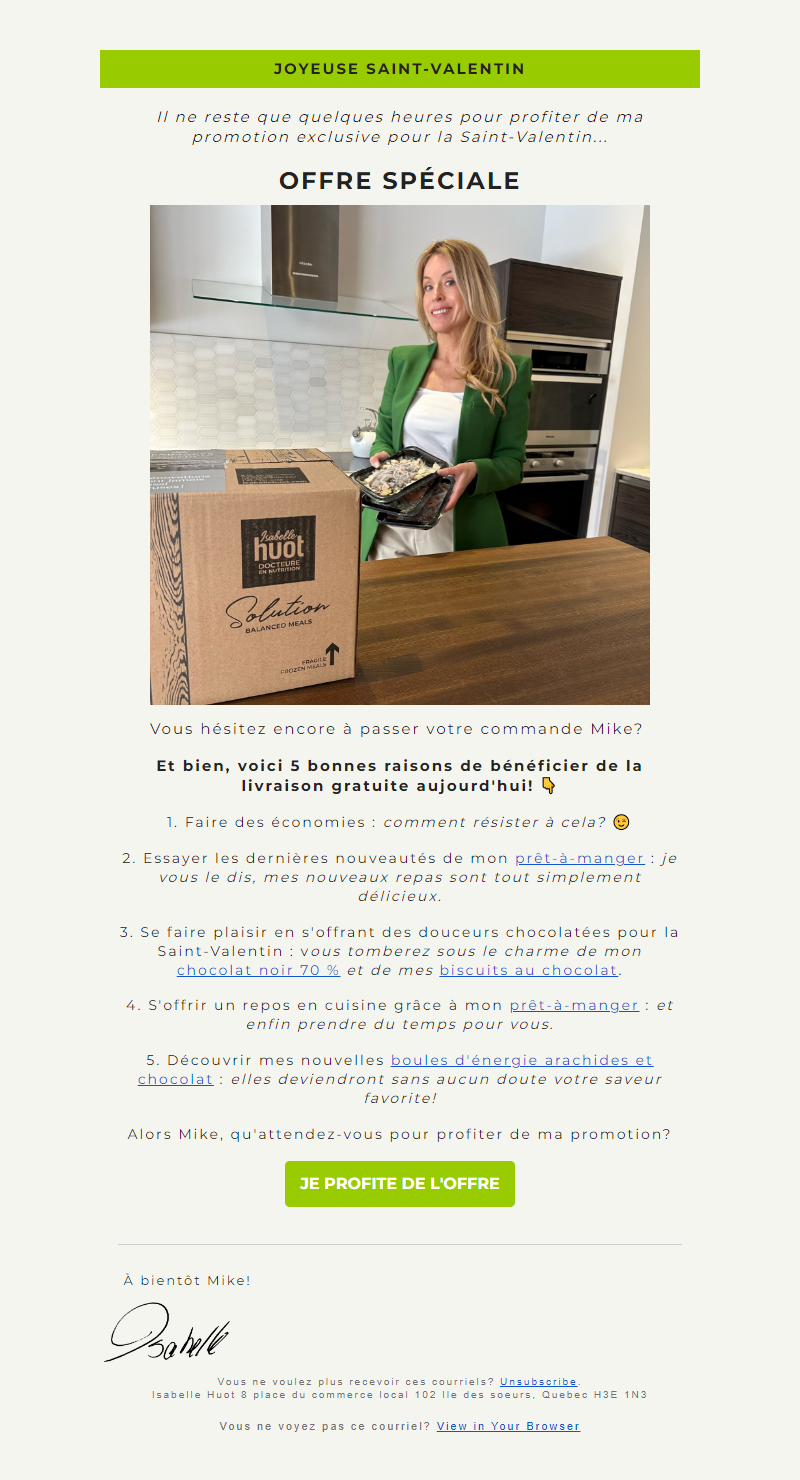 JOYEUSE SAINT-VALENTIN
Il ne reste que quelques heures pour profiter de ma
promotion exclusive pour la Saint-Valentin...
OFFRE SPÉCIALE
Isabelle
huot
DOCTEURE
EN NUTRITION
Solution
BALANCED MEALS
FRAGILE
FROZEN MEALS
Vous hésitez encore à passer votre commande Mike?
Et bien, voici 5 bonnes raisons de bénéficier de la
livraison gratuite aujourd'hui! 👇
1. Faire des économies : comment résister à cela? 😉
2. Essayer les dernières nouveautés de mon prêt-à-manger : je
vous le dis, mes nouveaux repas sont tout simplement
délicieux.
3. Se faire plaisir en s'offrant des douceurs chocolatées pour la
Saint-Valentin : vous tomberez sous le charme de mon
chocolat noir 70 % et de mes biscuits au chocolat.
4. S'offrir un repos en cuisine grâce à mon prêt-à-manger : et
enfin prendre du temps pour vous.
5. Découvrir mes nouvelles boules d'énergie arachides et
chocolat : elles deviendront sans aucun doute votre saveur
favorite!
Alors Mike, qu'attendez-vous pour profiter de ma promotion?
JE PROFITE DE L'OFFRE
À bientôt Mike!
Isabelle
Vous ne voulez plus recevoir ces courriels? Unsubscribe.
Isabelle Huot 8 place du commerce local 102 Ile des soeurs, Quebec H3E 1N3
Vous ne voyez pas ce courriel? View in Your Browser